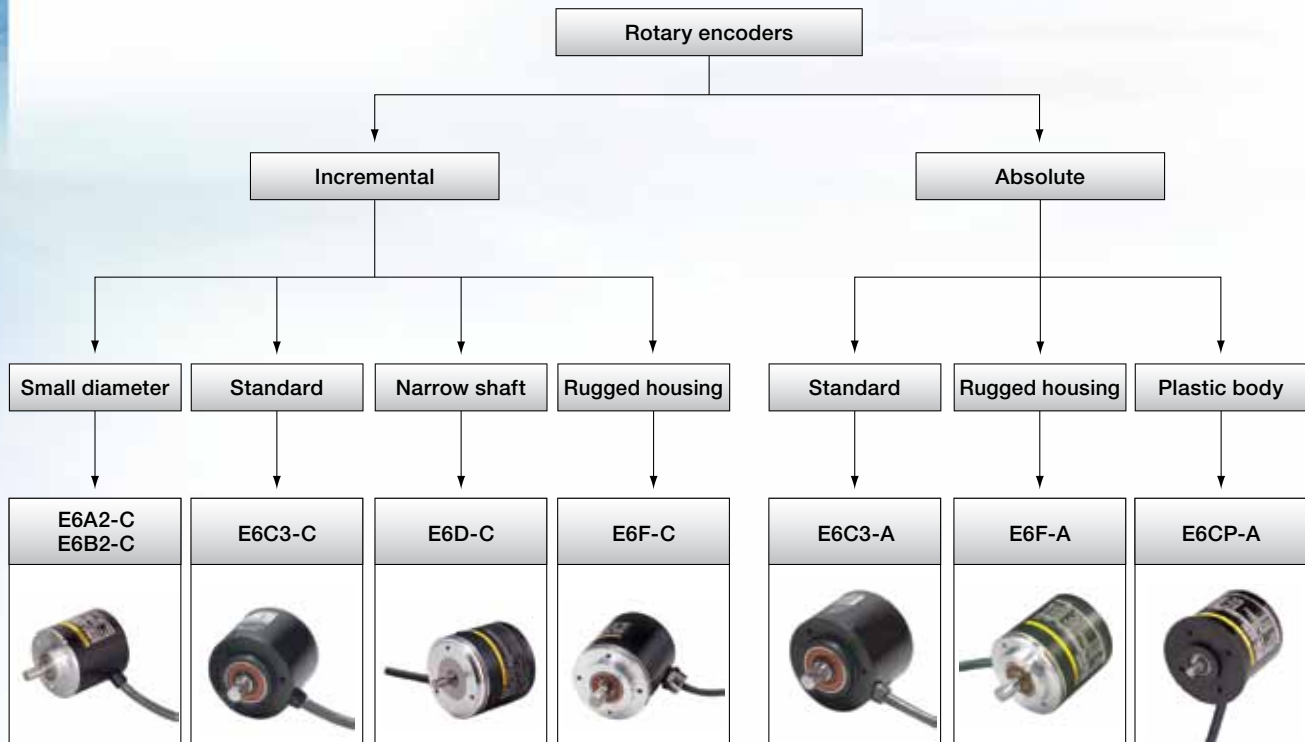 Rotary encoders
Incremental
Absolute
Small diameter
Standard
Narrow shaft
Rugged housing
Standard
Rugged housing
Plastic body
E6A2-C
E6B2-C
E6C3-C
E6D-C
E6F-C
E6C3-A
E6F-A
E6CP-A